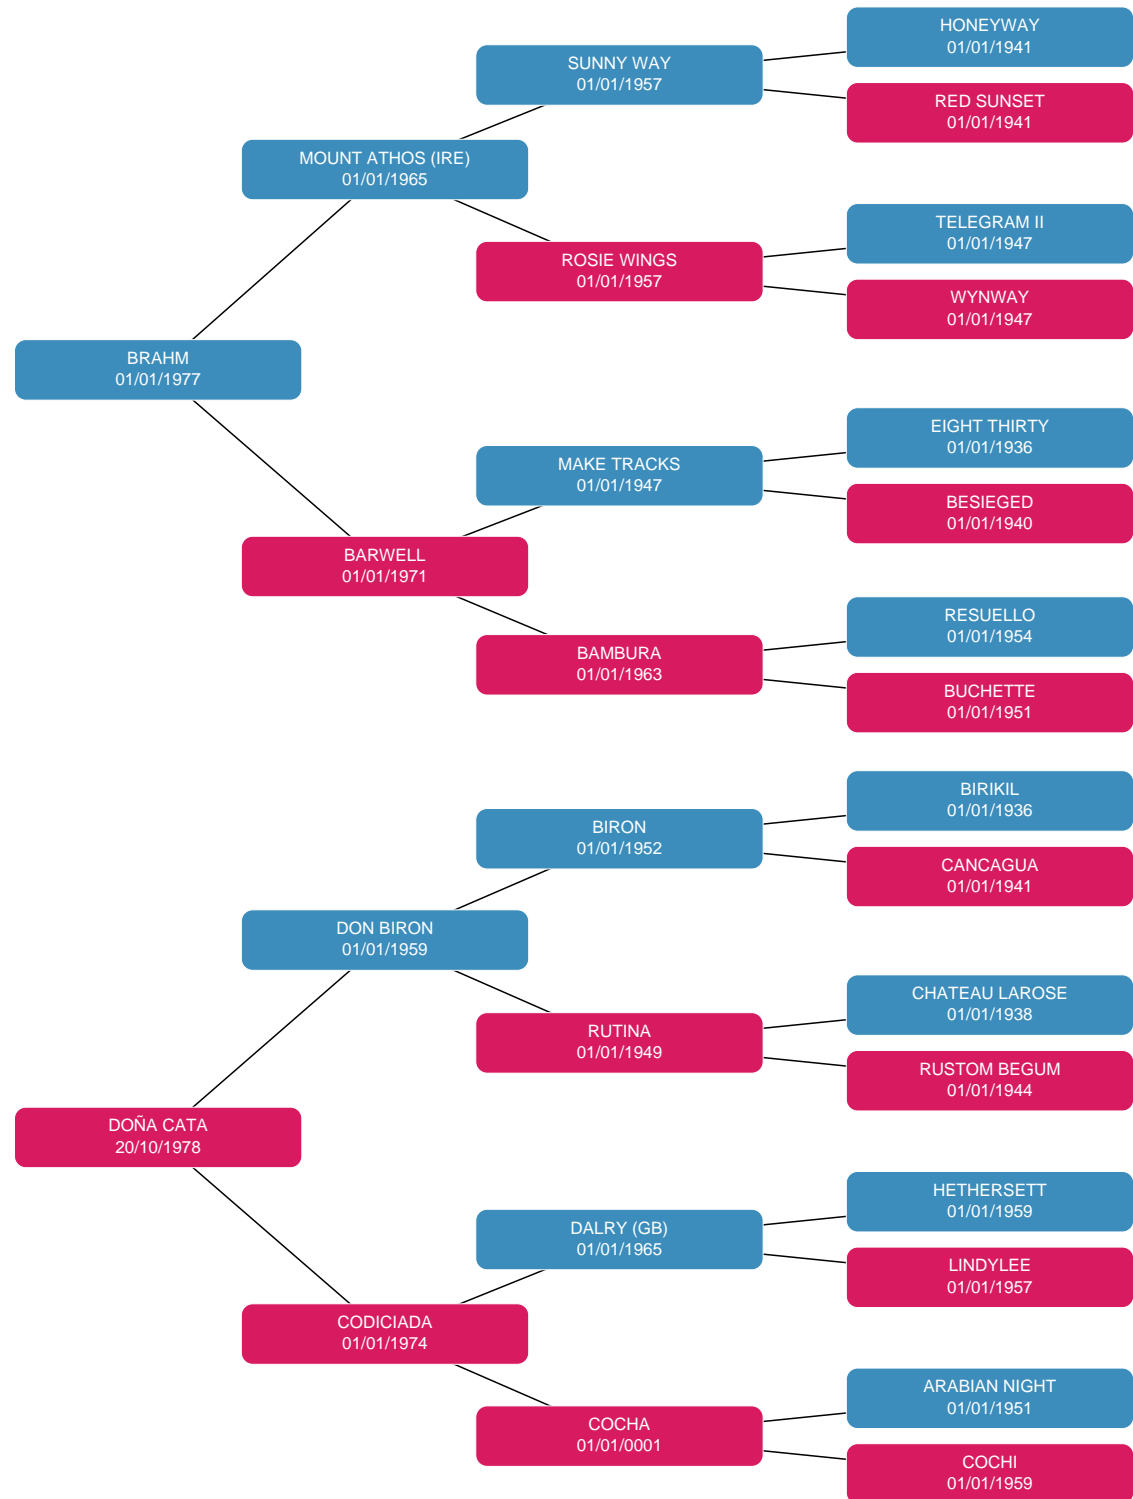 HONEYWAY
01/01/1941
SUNNY WAY
01/01/1957
RED SUNSET
01/01/1941
MOUNT ATHOS (IRE)
01/01/1965
TELEGRAM II
01/01/1947
ROSIE WINGS
01/01/1957
WYNWAY
01/01/1947
BRAHM
01/01/1977
EIGHT THIRTY
01/01/1936
MAKE TRACKS
01/01/1947
BESIEGED
01/01/1940
BARWELL
01/01/1971
RESUELLO
01/01/1954
BAMBURA
01/01/1963
BUCHETTE
01/01/1951
BIRIKIL
01/01/1936
BIRON
01/01/1952
CANCAGUA
01/01/1941
DON BIRON
01/01/1959
CHATEAU LAROSE
01/01/1938
RUTINA
01/01/1949
RUSTOM BEGUM
01/01/1944
DOÑA CATA
20/10/1978
HETHERSETT
01/01/1959
DALRY (GB)
01/01/1965
LINDYLEE
01/01/1957
CODICIADA
01/01/1974
ARABIAN NIGHT
01/01/1951
COCHA
01/01/0001
COCHI
01/01/1959